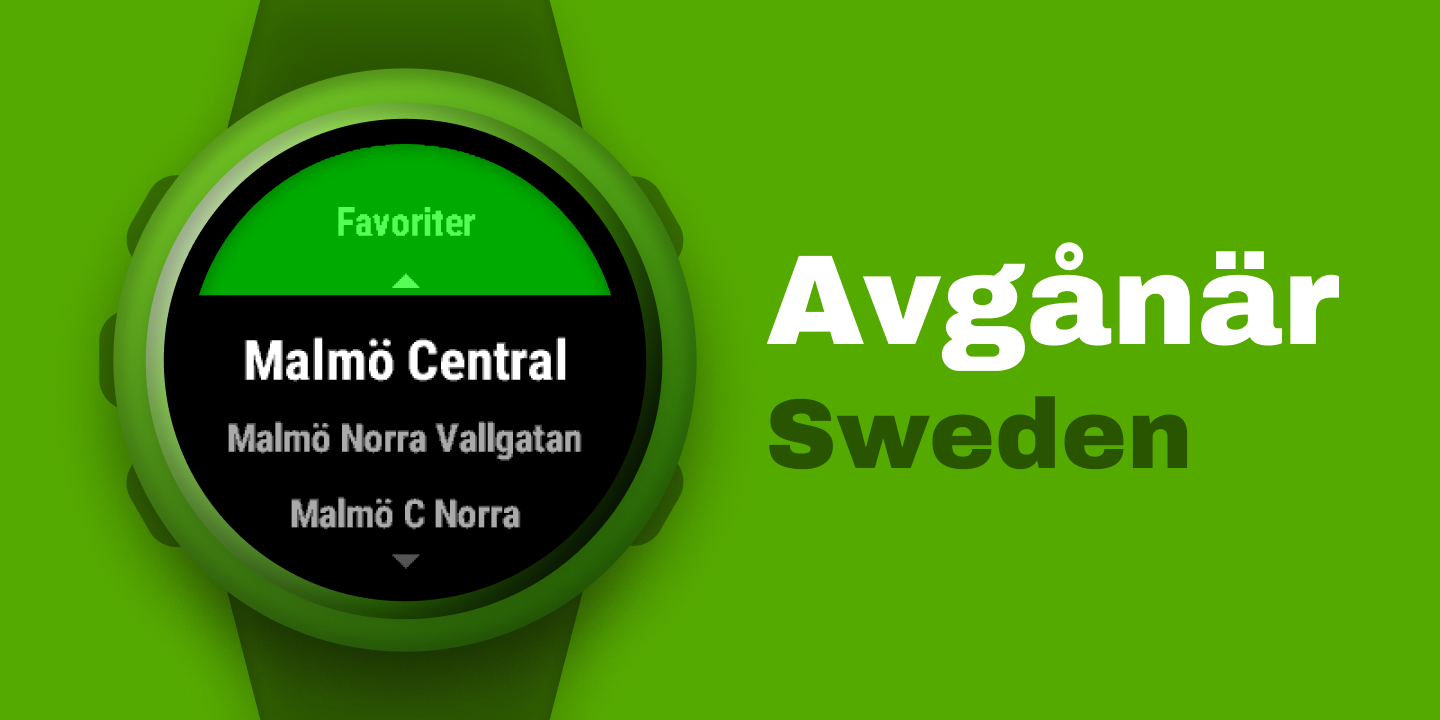 Favoriter
Malmö Central
Malmö Norra Vallgatan
Malmö C Norra
Avgånär
Sweden